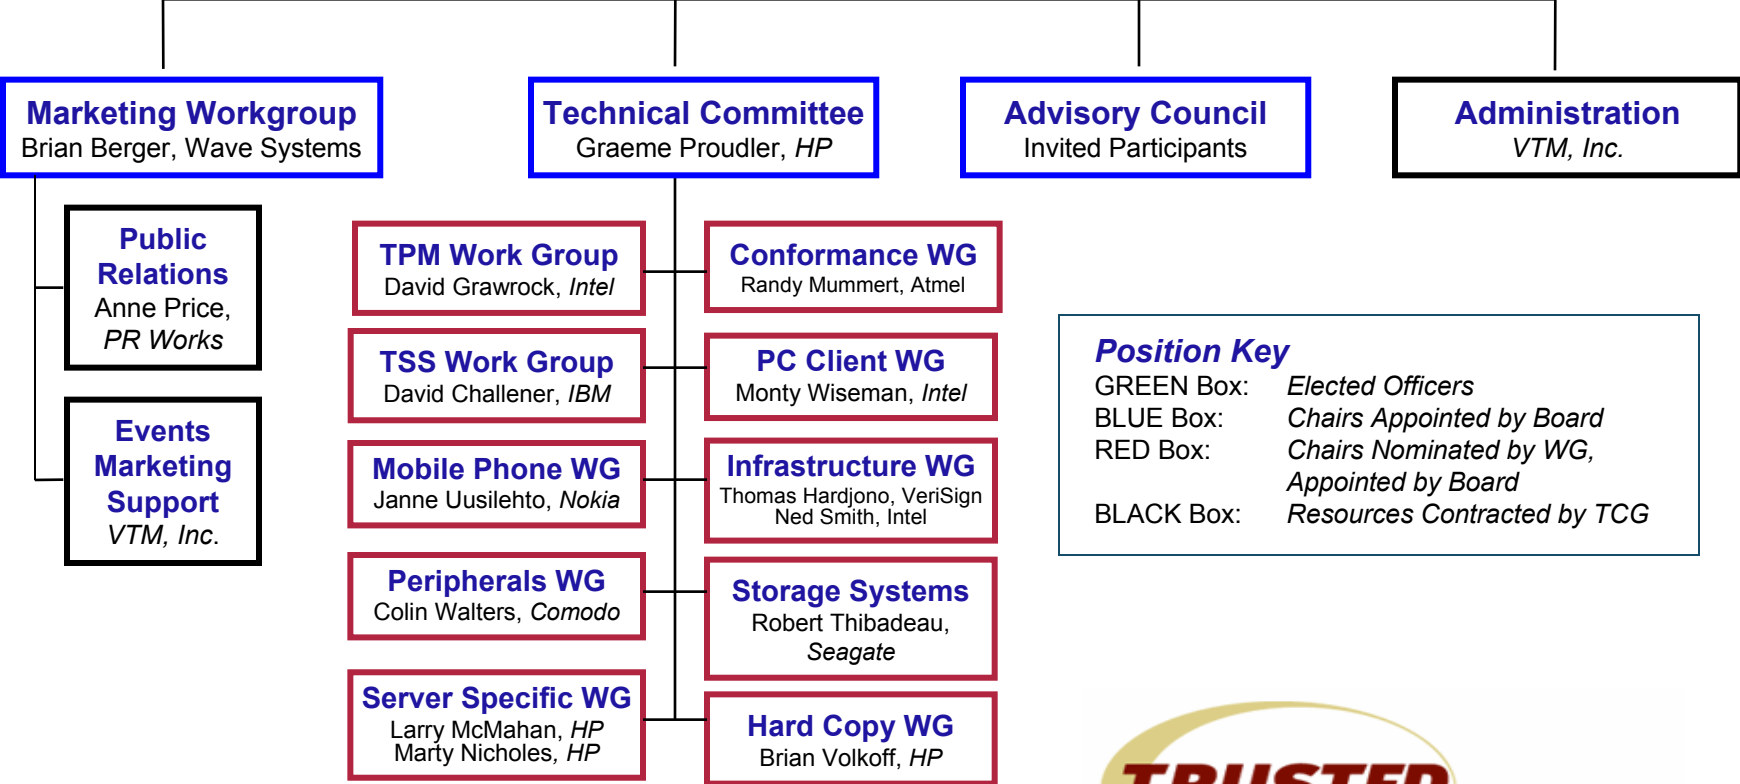 Marketing Workgroup
Brian Berger, Wave Systems
Technical Committee
Graeme Proudler, HP
Advisory Council
Invited Participants
Administration
VTM, Inc.
Public
Relations
Anne Price,
PR Works
Events
Marketing
Support
VTM, Inc.
TPM Work Group
David Grawrock, Intel
Conformance WG
Randy Mummert, Atmel
TSS Work Group
David Challener, IBM
PC Client WG
Monty Wiseman, Intel
Mobile Phone WG
Janne Uusilehto, Nokia
Infrastructure WG
Thomas Hardjono, VeriSign
Ned Smith, Intel
Peripherals WG
Colin Walters, Comodo
Storage Systems
Robert Thibadeau,
Seagate
Server Specific WG
Larry McMahan, HP
Marty Nicholes, HP
Hard Copy WG
Brian Volkoff, HP
Position Key
GREEN Box: Elected Officers
BLUE Box: Chairs Appointed by Board
RED Box: Chairs Nominated by WG,
Appointed by Board
BLACK Box: Resources Contracted by TCG
TRUSTED